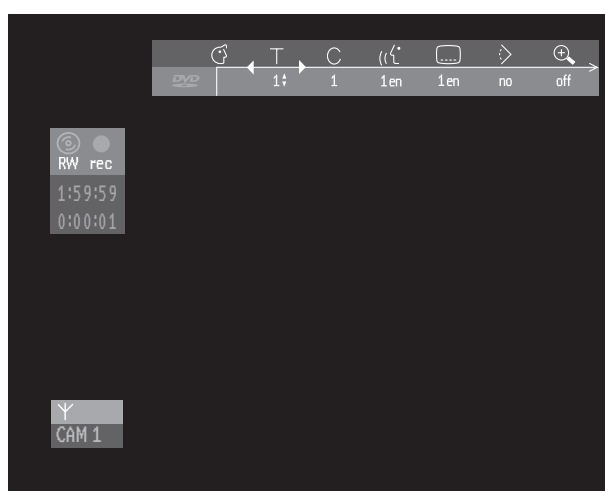 T C
DVD 1 1 1en 1en no off
RW rec
1:59:59
0:00:01
CAM 1